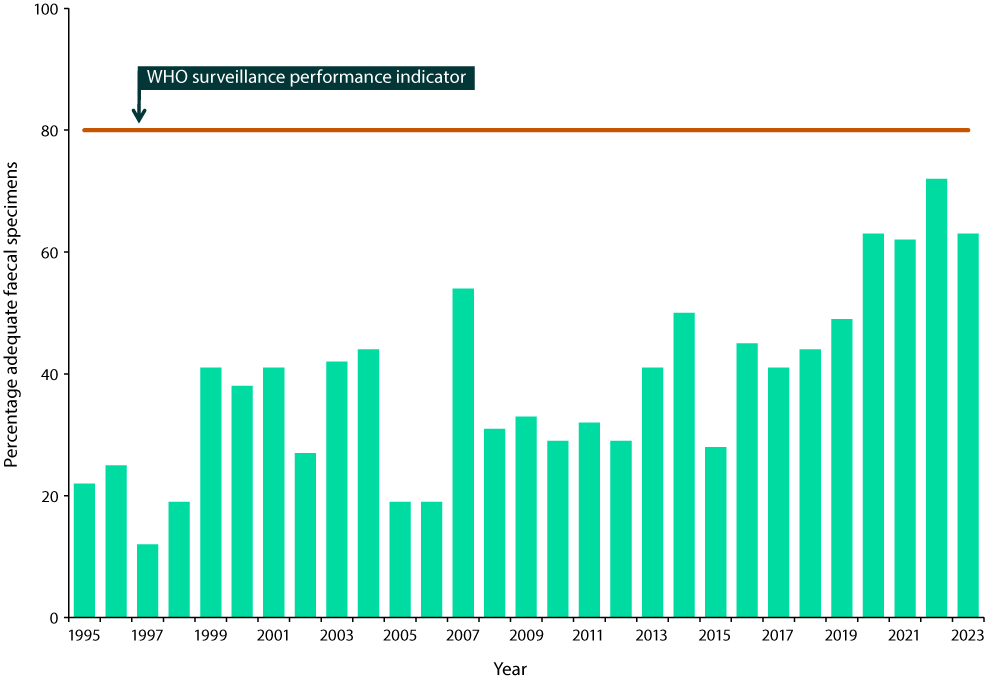 100
WHO surveillance performance indicator
80
60
40
20
0
Percentage adequate faecal specimens
1995 1997 1999 2001 2003 2005 2007 2009 2011 2013 2015 2017 2019 2021 2023
Year